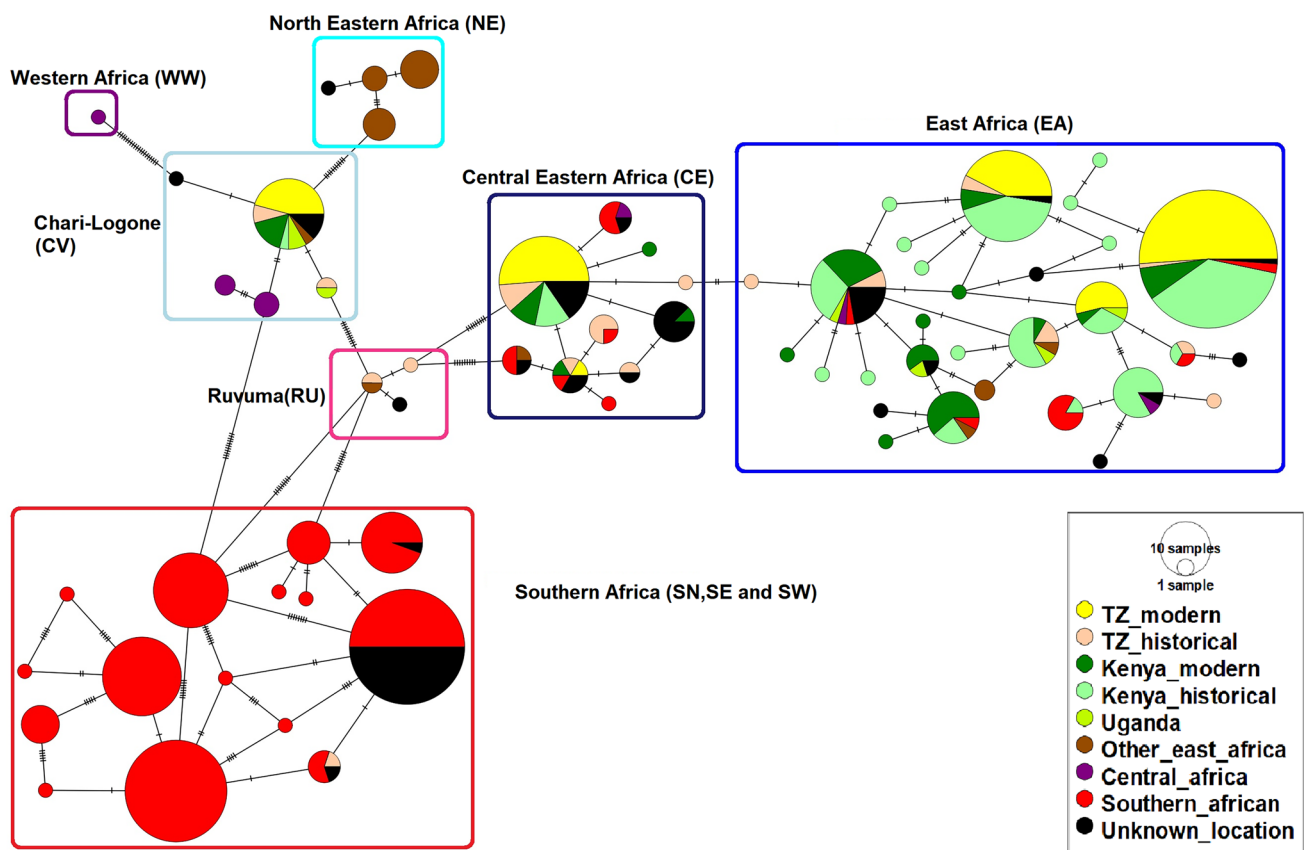 North Eastern Africa (NE)
Western Africa (WW)
East Africa (EA)
Central Eastern Africa (CE)
Chari-Logone
(CV)
Ruvuma(RU)
Southern Africa (SN,SE and SW)
10 samples
1 sample
TZ_modern
TZ_historical
Kenya_modern
Kenya_historical
Uganda
Other_east_africa
Central_africa
Southern_african
Unknown_location